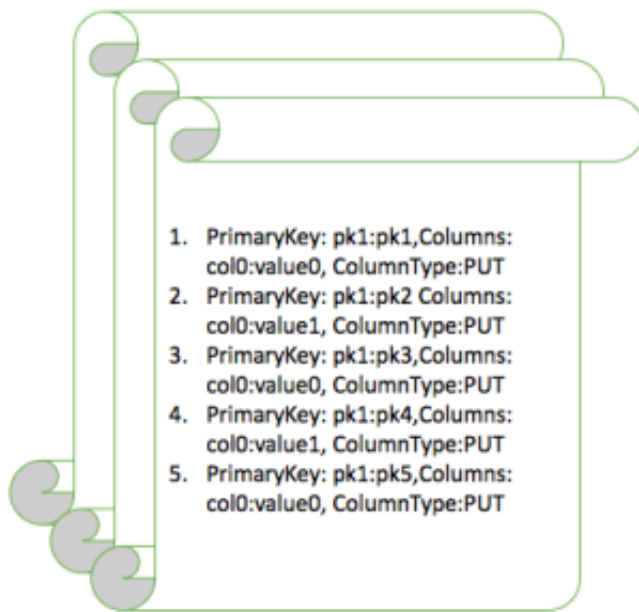 1. PrimaryKey: pk1:pk1,Columns:
col0:value0, ColumnType:PUT
2. PrimaryKey: pk1:pk2 Columns:
col0:value1, ColumnType:PUT
3. PrimaryKey: pk1:pk3,Columns:
col0:value0, ColumnType:PUT
4. PrimaryKey: pk1:pk4,Columns:
col0:value1, ColumnType:PUT
5. PrimaryKey: pk1:pk5,Columns:
col0:value0, ColumnType:PUT